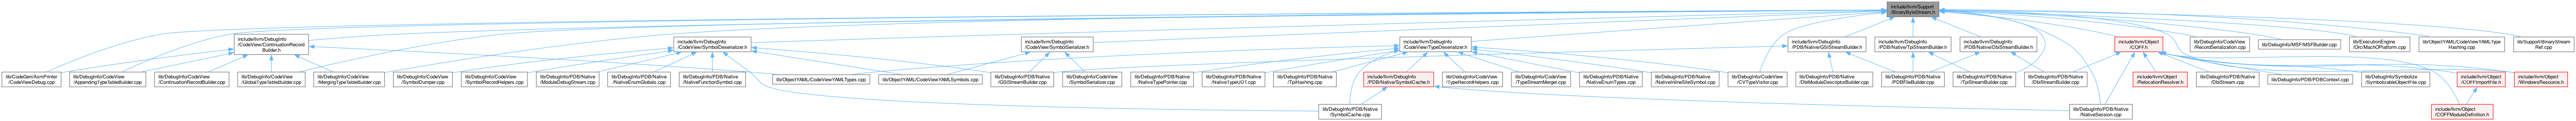 include/llvm/Support
/BinaryByteStream.h
include/llvm/DebugInfo
/CodeView/ContinuationRecord
Builder.h
include/llvm/DebugInfo
/CodeView/SymbolDeserializer.h
include/llvm/DebugInfo
/CodeView/SymbolSerializer.h
include/llvm/DebugInfo
/CodeView/TypeDeserializer.h
include/llvm/DebugInfo
/PDB/Native/GSIStreamBuilder.h
include/llvm/DebugInfo
/PDB/Native/TpiStreamBuilder.h
include/llvm/DebugInfo
/PDB/Native/DbiStreamBuilder.h
include/llvm/Object
/COFF.h
lib/DebugInfo/CodeView
/RecordSerialization.cpp
lib/DebugInfo/MSF/MSFBuilder.cpp
lib/ExecutionEngine
/Orc/MachOPlatform.cpp
lib/ObjectYAML/CodeViewYAMLType
Hashing.cpp
lib/Support/BinaryStream
Ref.cpp
lib/CodeGen/AsmPrinter
/CodeViewDebug.cpp
lib/DebugInfo/CodeView
/AppendingTypeTableBuilder.cpp
lib/DebugInfo/CodeView
/ContinuationRecordBuilder.cpp
lib/DebugInfo/CodeView
/GlobalTypeTableBuilder.cpp
lib/DebugInfo/CodeView
/MergingTypeTableBuilder.cpp
lib/DebugInfo/CodeView
/SymbolDumper.cpp
lib/DebugInfo/CodeView
/SymbolRecordHelpers.cpp
lib/DebugInfo/PDB/Native
/ModuleDebugStream.cpp
lib/DebugInfo/PDB/Native
/NativeEnumGlobals.cpp
lib/DebugInfo/PDB/Native
/NativeFunctionSymbol.cpp
lib/ObjectYAML/CodeViewYAMLTypes.cpp
lib/ObjectYAML/CodeViewYAMLSymbols.cpp
lib/DebugInfo/PDB/Native
/GSIStreamBuilder.cpp
lib/DebugInfo/CodeView
/SymbolSerializer.cpp
lib/DebugInfo/PDB/Native
/NativeTypePointer.cpp
lib/DebugInfo/PDB/Native
/NativeTypeUDT.cpp
lib/DebugInfo/PDB/Native
/TpiHashing.cpp
include/llvm/DebugInfo
/PDB/Native/SymbolCache.h
lib/DebugInfo/CodeView
/TypeRecordHelpers.cpp
lib/DebugInfo/CodeView
/TypeStreamMerger.cpp
lib/DebugInfo/PDB/Native
/NativeEnumTypes.cpp
lib/DebugInfo/PDB/Native
/NativeInlineSiteSymbol.cpp
lib/DebugInfo/CodeView
/CVTypeVisitor.cpp
lib/DebugInfo/PDB/Native
/DbiModuleDescriptorBuilder.cpp
lib/DebugInfo/PDB/Native
/PDBFileBuilder.cpp
lib/DebugInfo/PDB/Native
/TpiStreamBuilder.cpp
lib/DebugInfo/PDB/Native
/DbiStreamBuilder.cpp
include/llvm/Object
/RelocationResolver.h
lib/DebugInfo/PDB/Native
/DbiStream.cpp
lib/DebugInfo/PDB/PDBContext.cpp
lib/DebugInfo/Symbolize
/SymbolizableObjectFile.cpp
include/llvm/Object
/COFFImportFile.h
include/llvm/Object
/WindowsResource.h
lib/DebugInfo/PDB/Native
/SymbolCache.cpp
lib/DebugInfo/PDB/Native
/NativeSession.cpp
include/llvm/Object
/COFFModuleDefinition.h